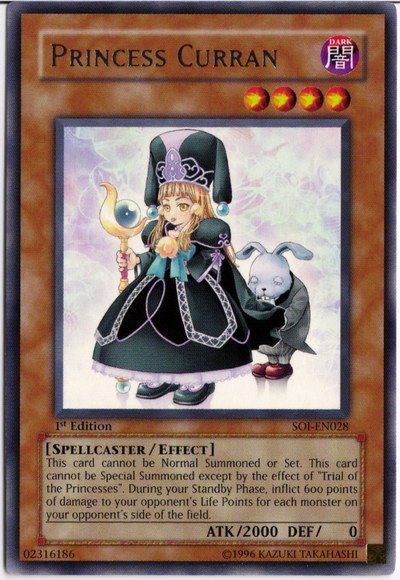 PRINCESS CURRAN
DARK
闇
1st Edition
SOI-EN028
[SPELLCASTER / EFFECT]
This card cannot be Normal Summoned or Set. This card
cannot be Special Summoned except by the effect of "Trial of
the Princesses". During your Standby Phase, inflict 600 points
of damage to your opponent's Life Points for each monster on
your opponent's side of the field.
ATK/2000 DEF/ 0
02316186
©1996 KAZUKI TAKAHASHI